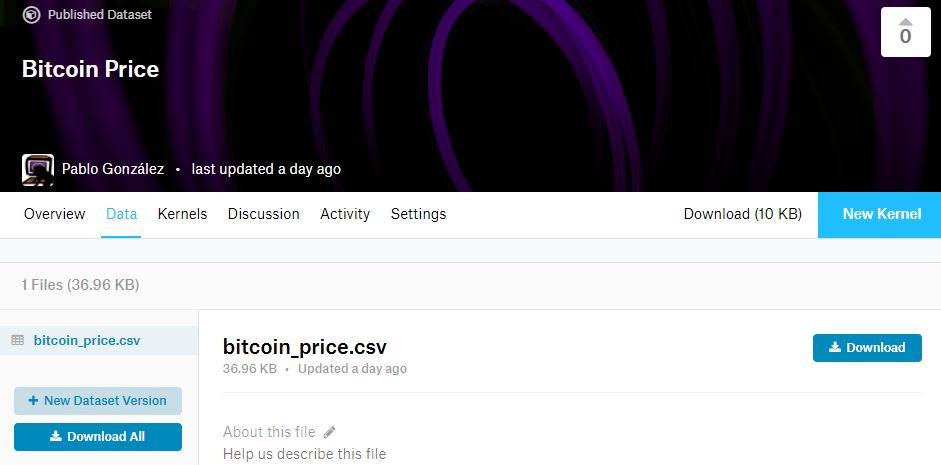 Published Dataset
0
Bitcoin Price
Pablo González • last updated a day ago
Overview Data Kernels Discussion Activity Settings Download (10 KB) New Kernel
1 Files (36.96 KB)
bitcoin_price.csv
New Dataset Version
Download All
bitcoin_price.csv
Download
36.96 KB • Updated a day ago
About this file
Help us describe this file